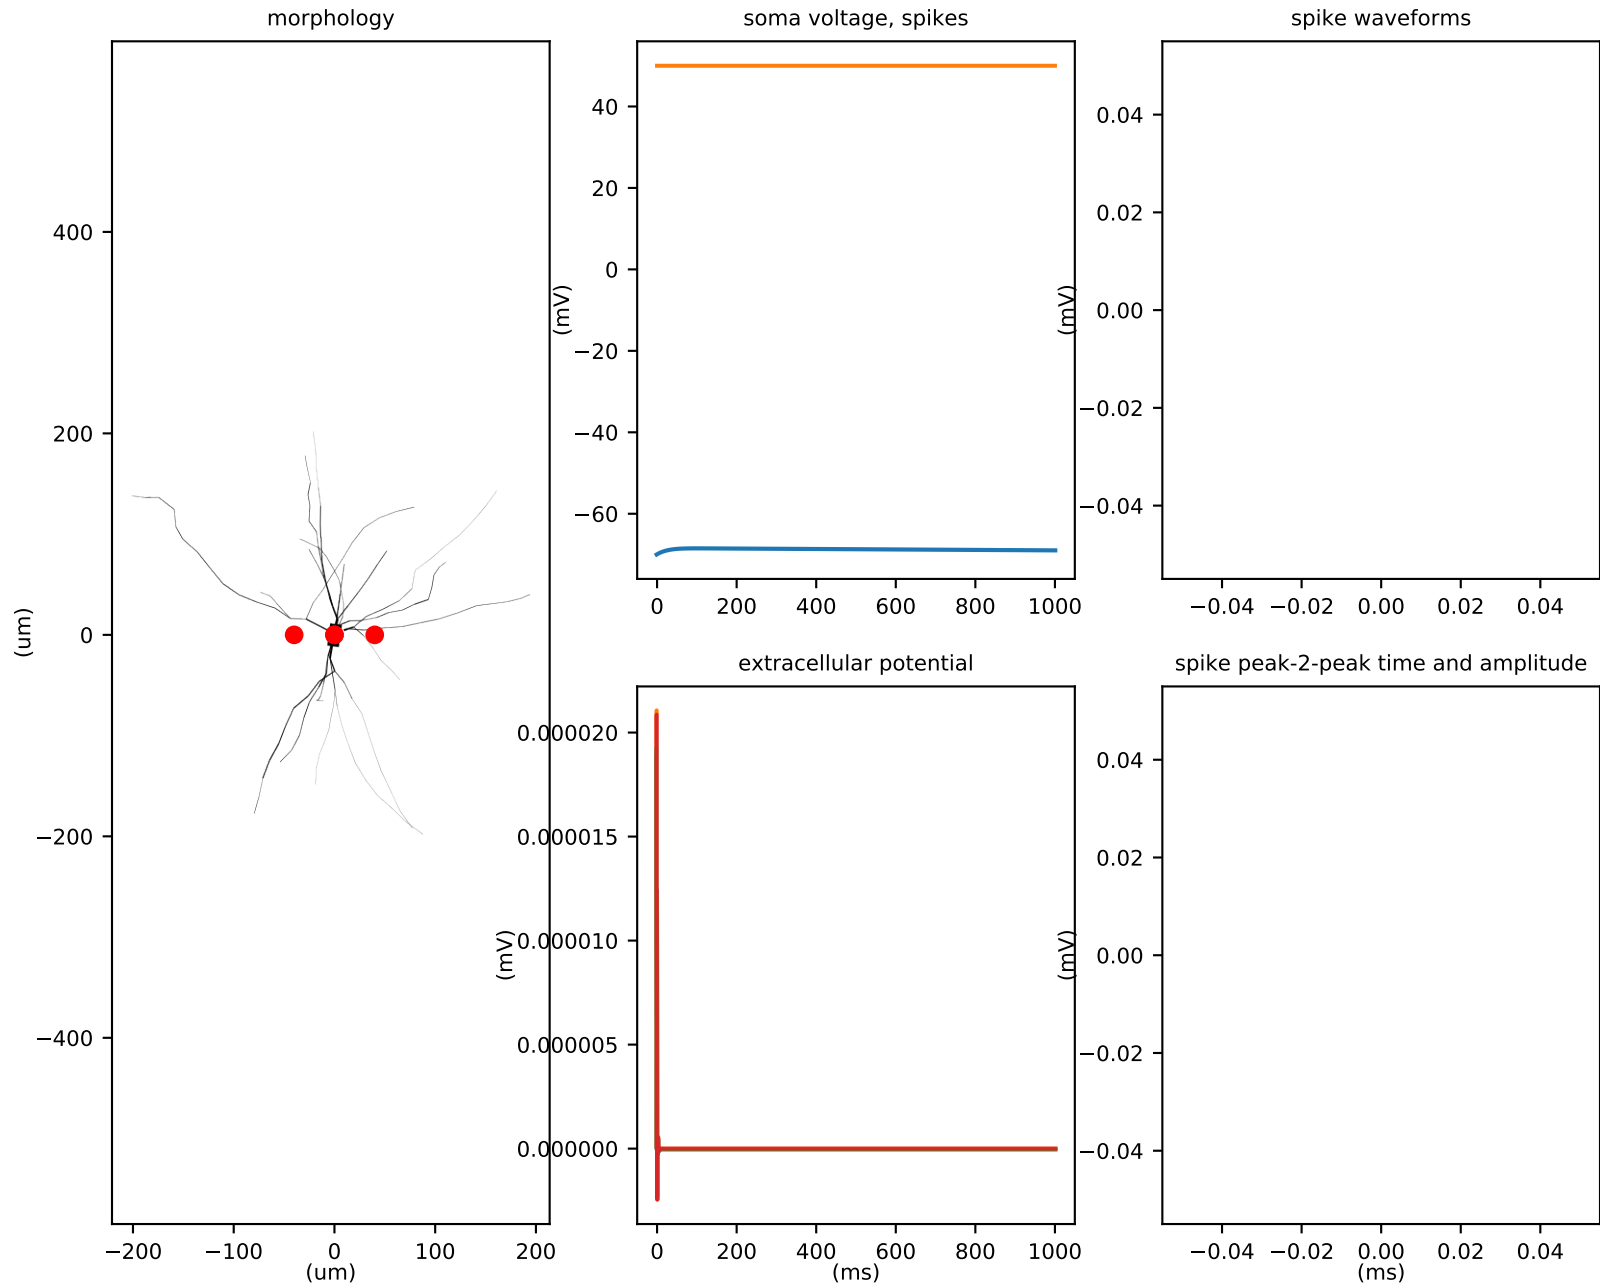 morphology
400
200
0
−200
−400
(um)
−200 −100 0 100 200
(um)
soma voltage, spikes
40
20
0
−20
−40
−60
(mV)
0 200 400 600 800 1000
spike waveforms
0.04
0.02
0.00
−0.02
−0.04
(mV)
−0.04 −0.02 0.00 0.02 0.04
extracellular potential
0.000020
0.000015
0.000010
0.000005
0.000000
(mV)
0 200 400 600 800 1000
(ms)
spike peak-2-peak time and amplitude
0.04
0.02
0.00
−0.02
−0.04
(mV)
−0.04 −0.02 0.00 0.02 0.04
(ms)